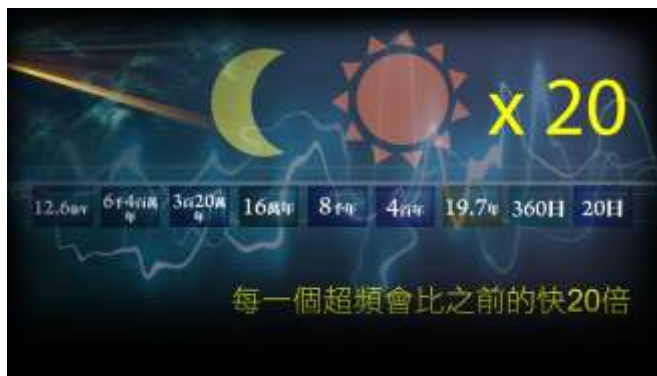 x 20
12.6億年 6千4百萬年 3百20萬年 16萬年 8千年 4百年 19.7年 360日 20日
每一個超頻會比之前的快20倍